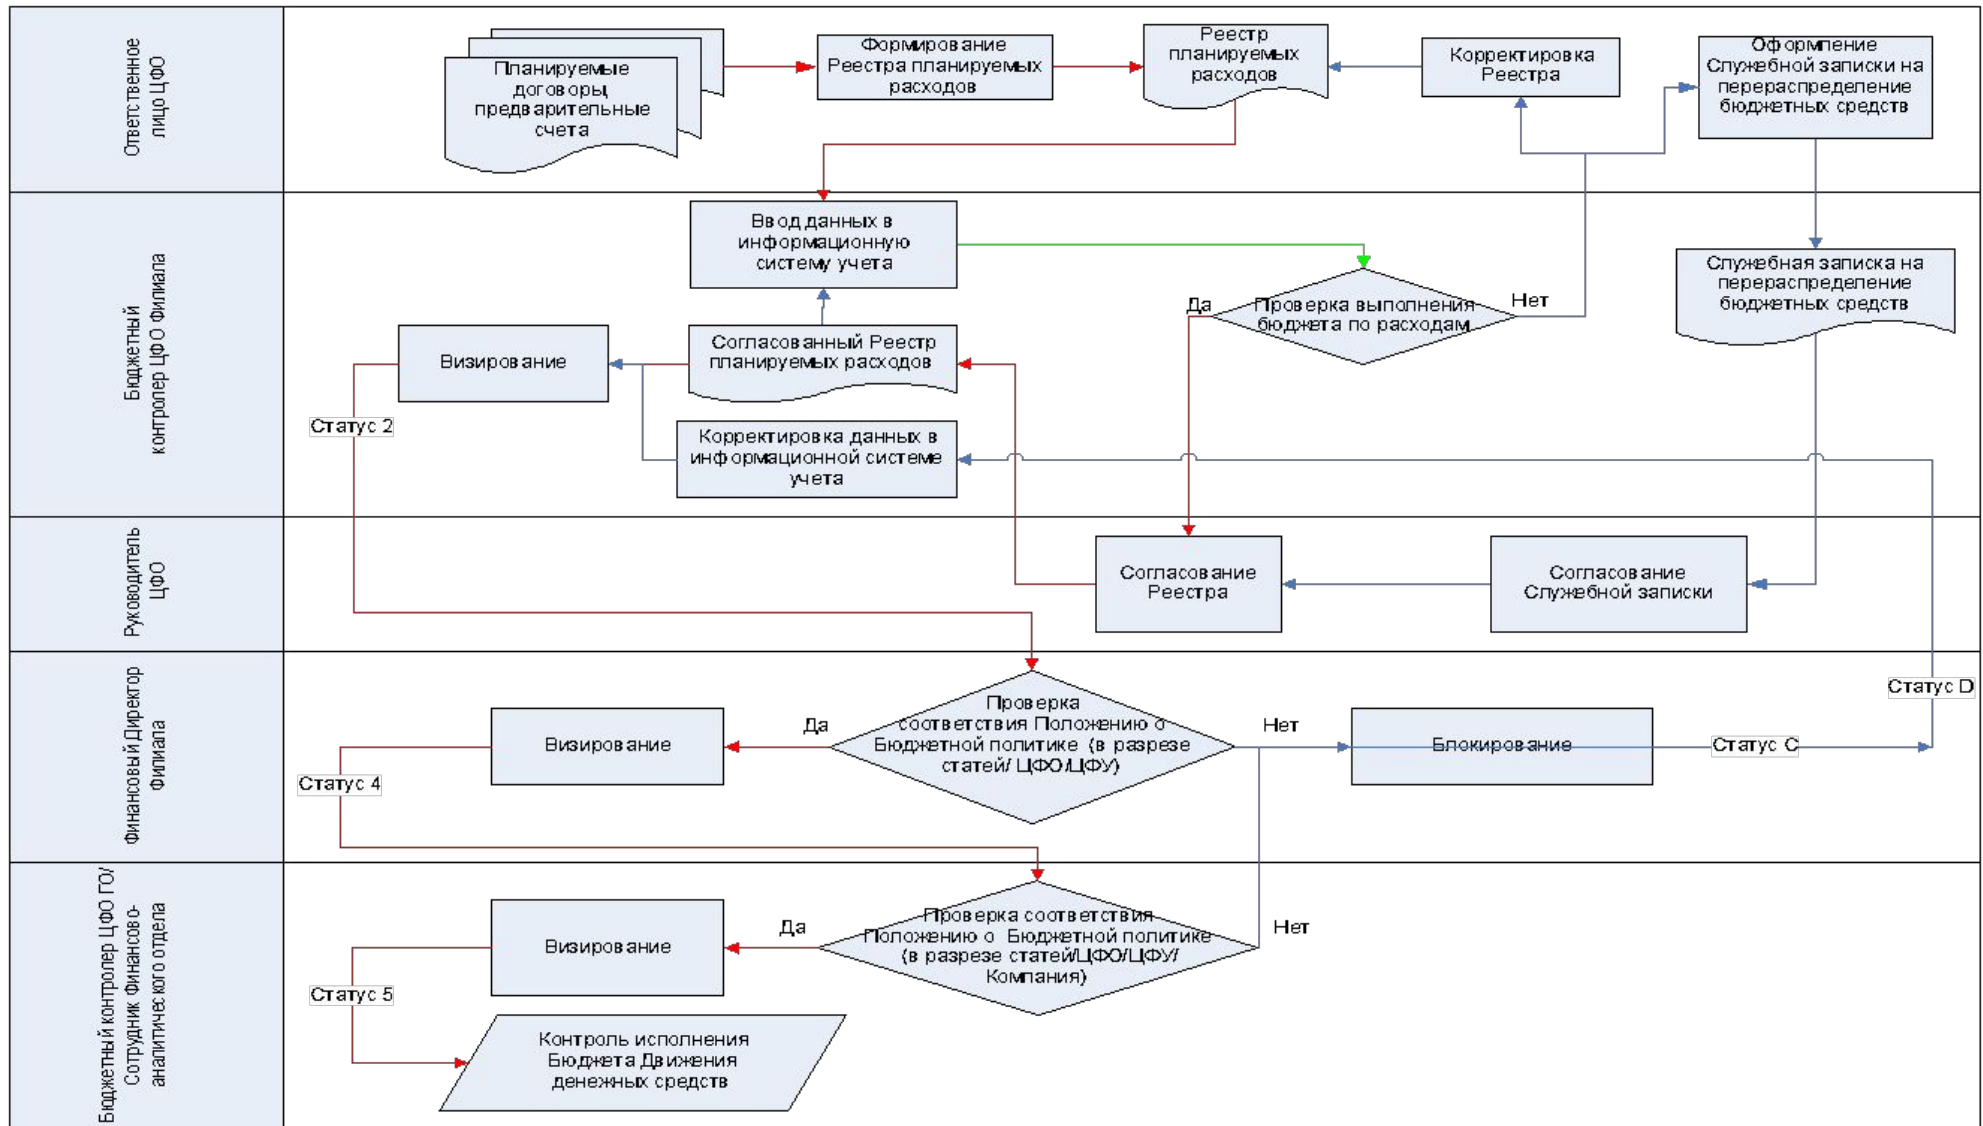 Ответственное
лицо ЦФО
Планируемые
договоры,
предварительные
счета
Формирование
Реестра планируемых
расходов
Реестр
планируемых
расходов
Корректировка
Реестра
Оформление
Служебной записки на
перераспределение
бюджетных средств
Бюджетный
контролер ЦФО Филиала
Ввод данных в
информационную
систему учета
Да
Проверка выполнения
бюджета по расходам
Нет
Служебная записка на
перераспределение
бюджетных средств
Визирование
Согласованный Реестр
планируемых расходов
Статус 2
Корректировка данных в
информационной системе
учета
Руководитель
ЦФО
Согласование
Реестра
Согласование
Служебной записки
Финансовый Директор
Филиала
Статус D
Визирование
Да
Проверка
соответствия Положению о
Бюджетной политике (в разрезе
статей/ ЦФО/ЦФУ)
Нет
Блокирование
Статус С
Статус 4
Бюджетный контролер ЦФО ГО/
Сотрудник Финансово-
аналитического отдела
Визирование
Да
Проверка соответствия
Положению о Бюджетной политике
(в разрезе статей/ЦФО/ЦФУ/
Компания)
Нет
Статус 5
Контроль исполнения
Бюджета Движения
денежных средств